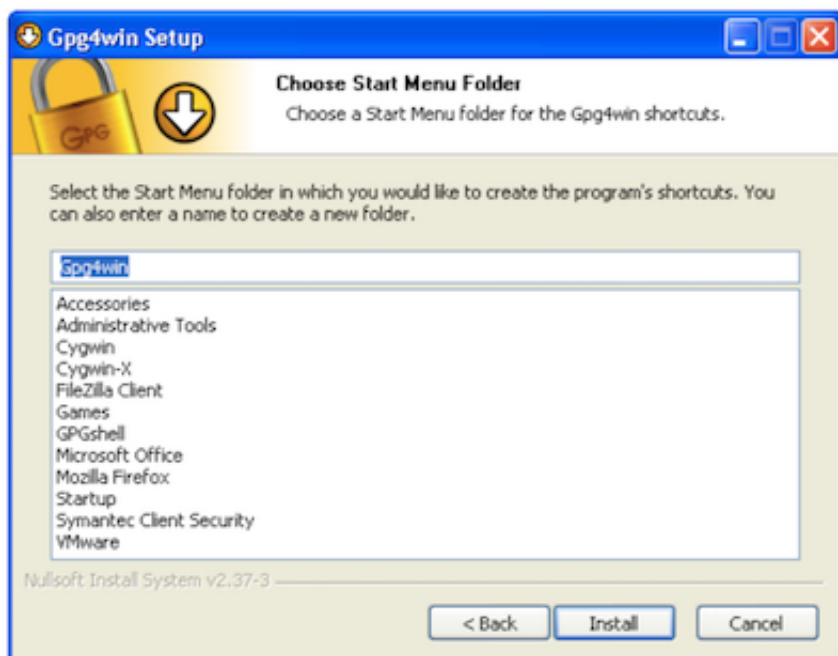 Gpg4win Setup
Choose Start Menu Folder
Choose a Start Menu folder for the Gpg4win shortcuts.
GPG
Select the Start Menu folder in which you would like to create the program's shortcuts. You
can also enter a name to create a new folder.
Gpg4win
Accessories
Administrative Tools
Cygwin
Cygwin-X
FileZilla Client
Games
GPGshell
Microsoft Office
Mozilla Firefox
Startup
Symantec Client Security
VMware
Nullsoft Install System v2.37-3
< Back
Install
Cancel